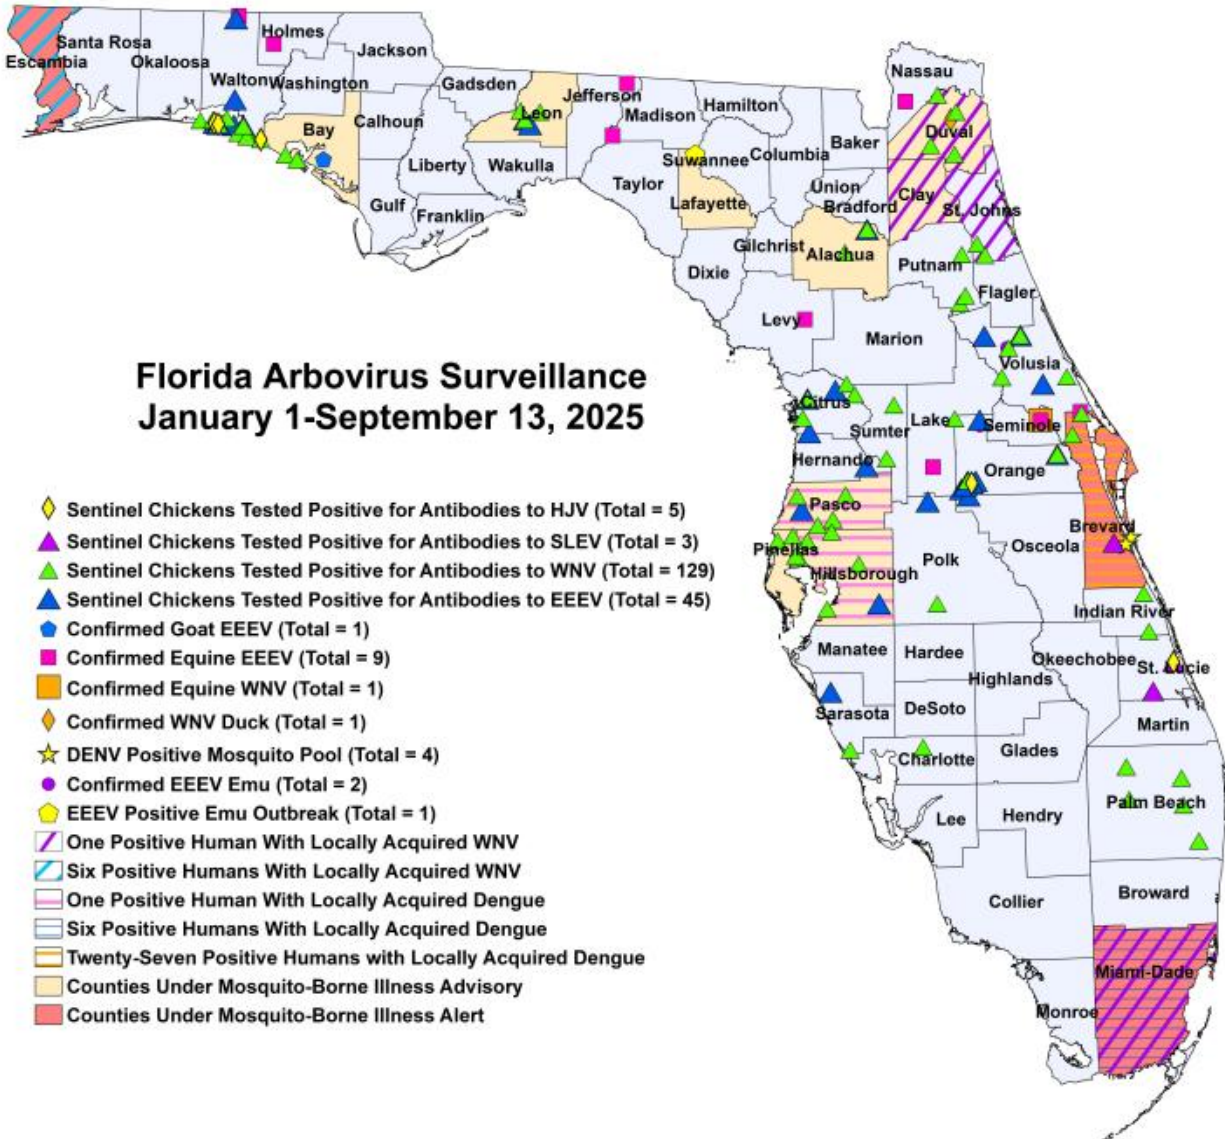 Holmes
Santa Rosa
Jackson
Escambia
Okaloosa
Walton
Washington
Gadsden
Leon
Jefferson
Madison
Hamilton
Nassau
Bay
Calhoun
Liberty
Wakulla
Taylor
Suwannee
Columbia
Baker
Duval
Lafayette
Union
Bradford
Clay
St. Johns
Gulf
Franklin
Dixie
Gilchrist
Alachua
Putnam
Flagler
Levy
Marion
Volusia
Florida Arbovirus Surveillance
January 1-September 13, 2025
Citrus
Sumter
Lake
Seminole
Hernando
Orange
Pasco
Brevard
Pinellas
Hillsborough
Polk
Osceola
Indian River
Manatee
Hardee
Highlands
Okeechobee
St. Lucie
Sarasota
DeSoto
Martin
Charlotte
Glades
Lee
Hendry
Palm Beach
Collier
Broward
Miami-Dade
Monroe
Sentinel Chickens Tested Positive for Antibodies to HJV (Total = 5)
Sentinel Chickens Tested Positive for Antibodies to SLEV (Total = 3)
Sentinel Chickens Tested Positive for Antibodies to WNV (Total = 129)
Sentinel Chickens Tested Positive for Antibodies to EEEV (Total = 45)
Confirmed Goat EEEV (Total = 1)
Confirmed Equine EEEV (Total = 9)
Confirmed Equine WNV (Total = 1)
Confirmed WNV Duck (Total = 1)
DENV Positive Mosquito Pool (Total = 4)
Confirmed EEEV Emu (Total = 2)
EEEV Positive Emu Outbreak (Total = 1)
One Positive Human With Locally Acquired WNV
Six Positive Humans With Locally Acquired WNV
One Positive Human With Locally Acquired Dengue
Six Positive Humans With Locally Acquired Dengue
Twenty-Seven Positive Humans with Locally Acquired Dengue
Counties Under Mosquito-Borne Illness Advisory
Counties Under Mosquito-Borne Illness Alert